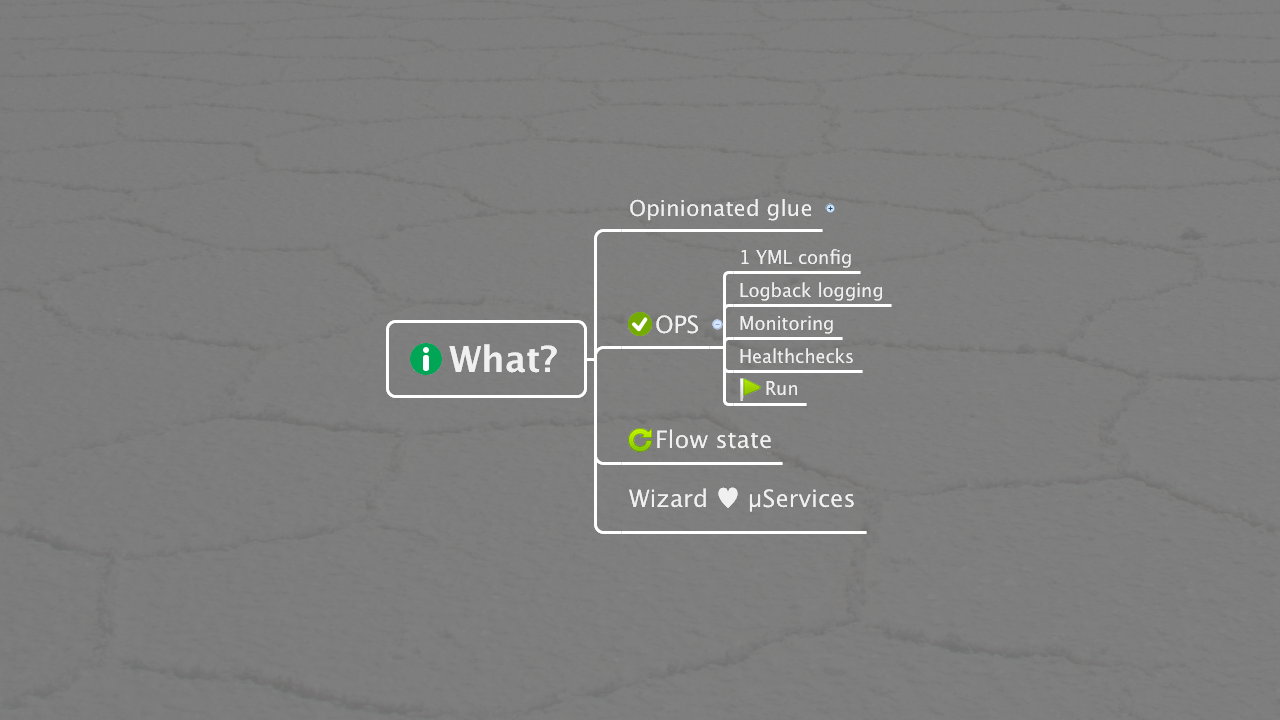 Opinionated glue
1 YML config
Logback logging
OPS
Monitoring
Healthchecks
Run
What?
Flow state
Wizard ♥ µServices